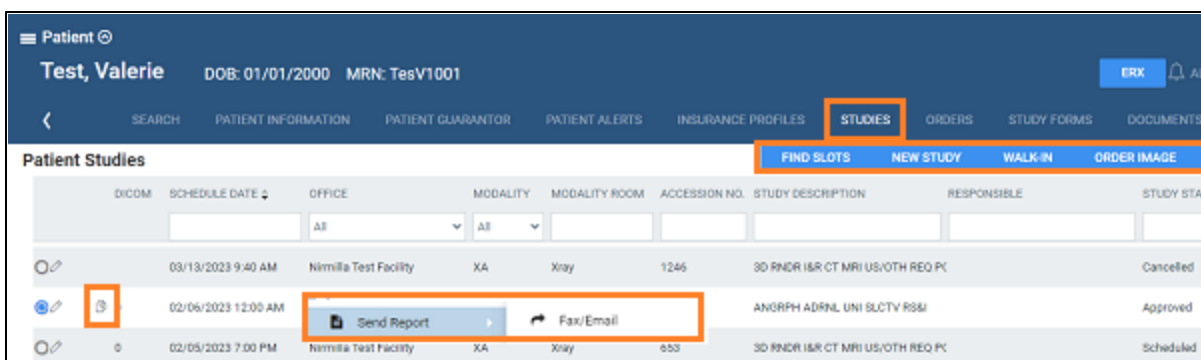 Patient
Test, Valerie DOB: 01/01/2000 MRN: TesV1001 ERX
SEARCH PATIENT INFORMATION PATIENT GUARANTOR PATIENT ALERTS INSURANCE PROFILES STUDIES ORDERS STUDY FORMS DOCUMENTS
Patient Studies FIND SLOTS NEW STUDY WALK-IN ORDER IMAGE
DICOM SCHEDULE DATE OFFICE MODALITY MODALITY ROOM ACCESSION NO. STUDY DESCRIPTION RESPONSIBLE STUDY STA
All All
03/13/2023 9:40 AM Nirmilla Test Facility XA Xray 1246 3D RNDR I&R CT MRI US/OTH REQ PO Cancelled
02/06/2023 12:00 AM ANGRPH ADRNL UNI SLCTV RS&I Approved
Send Report Fax/Email
0 02/05/2023 7:00 PM Nirmilla Test Facility XA Xray 653 3D RNDR I&R CT MRI US/OTH REQ PO Scheduled